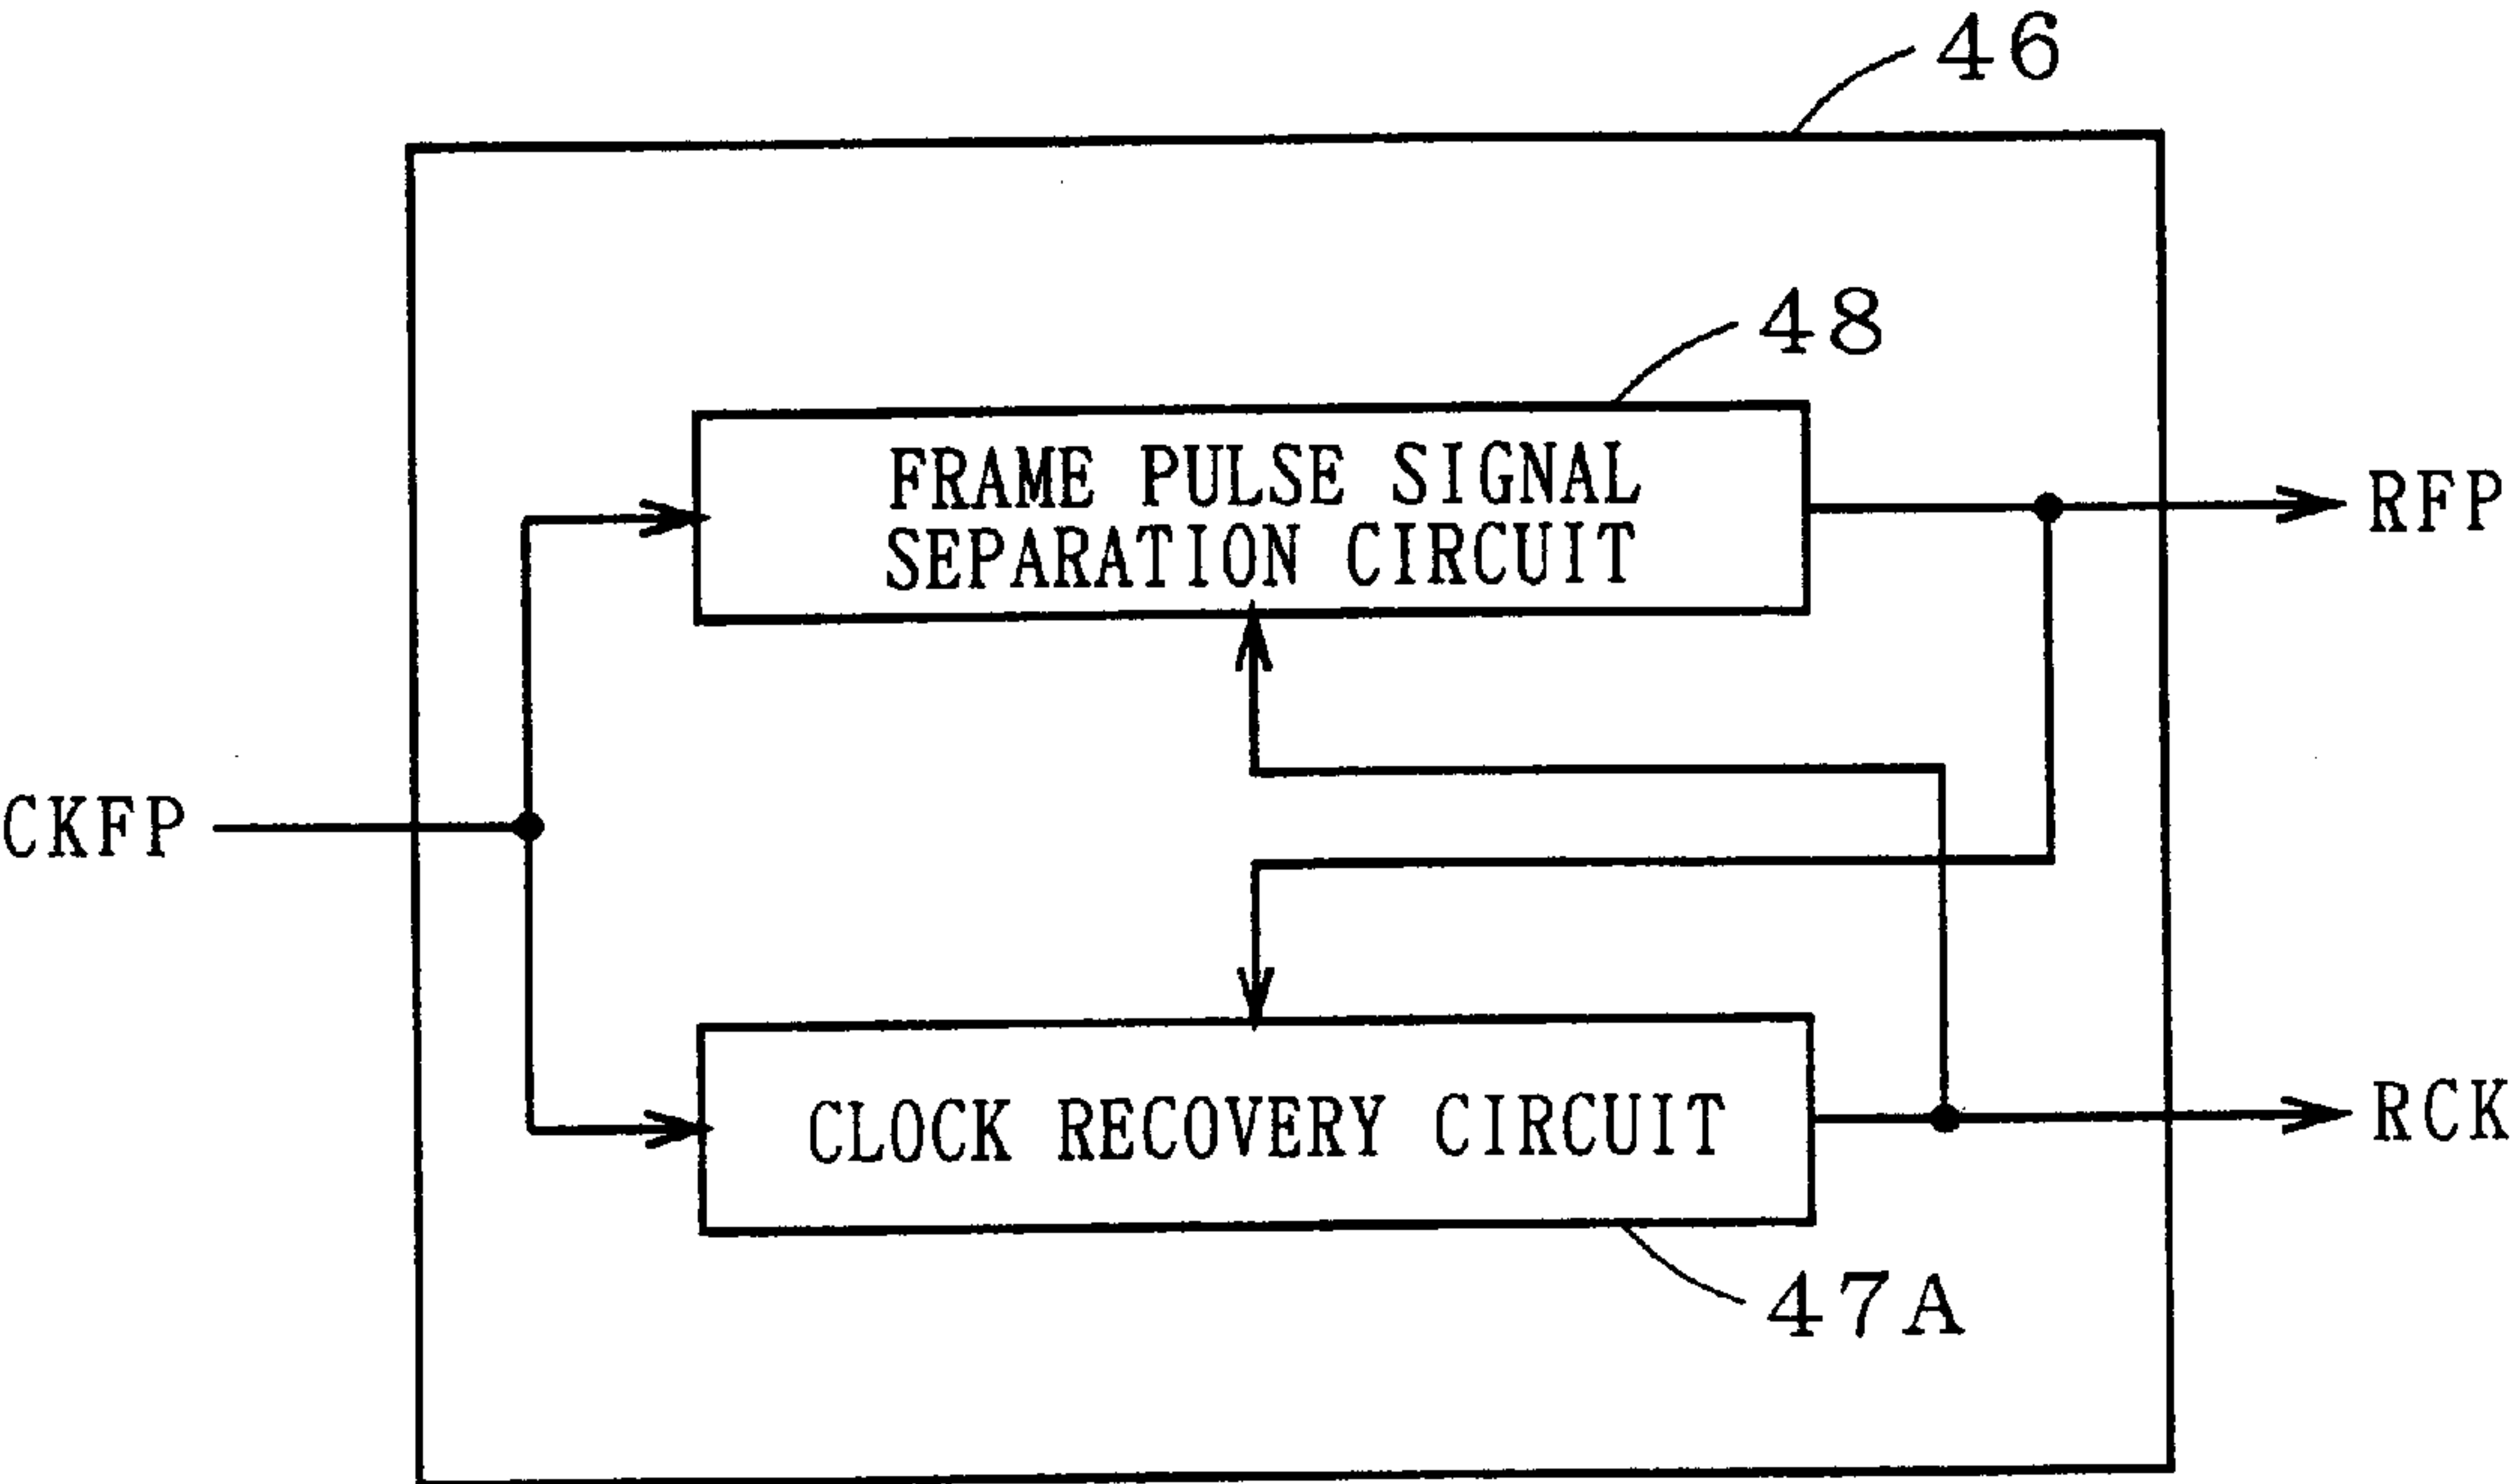 46
48
FRAME PULSE SIGNAL
SEPARATION CIRCUIT
RFP
CKFP
CLOCK RECOVERY CIRCUIT
RCK
47A